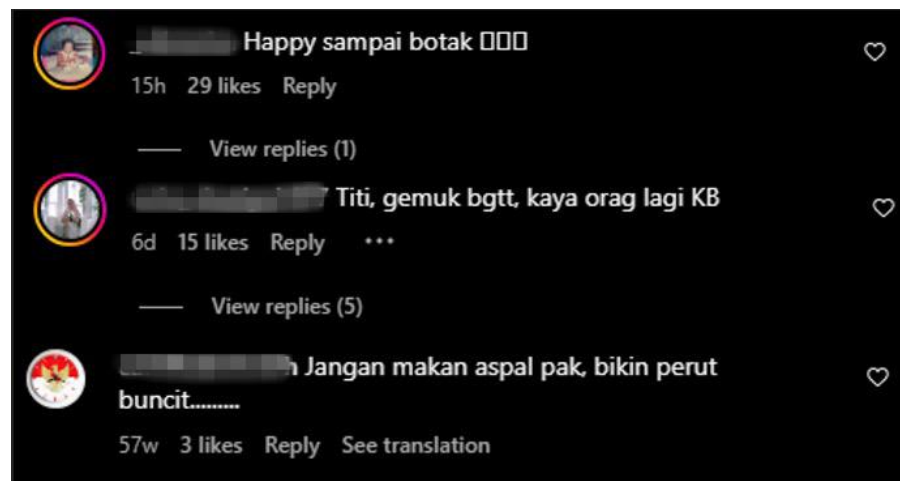 Happy sampai botak
15h 29 likes Reply
View replies (1)
Titi, gemuk bgtt, kaya orag lagi KB
6d 15 likes Reply ...
View replies (5)
Jangan makan aspal pak, bikin perut
buncit.........
57w 3 likes Reply See translation